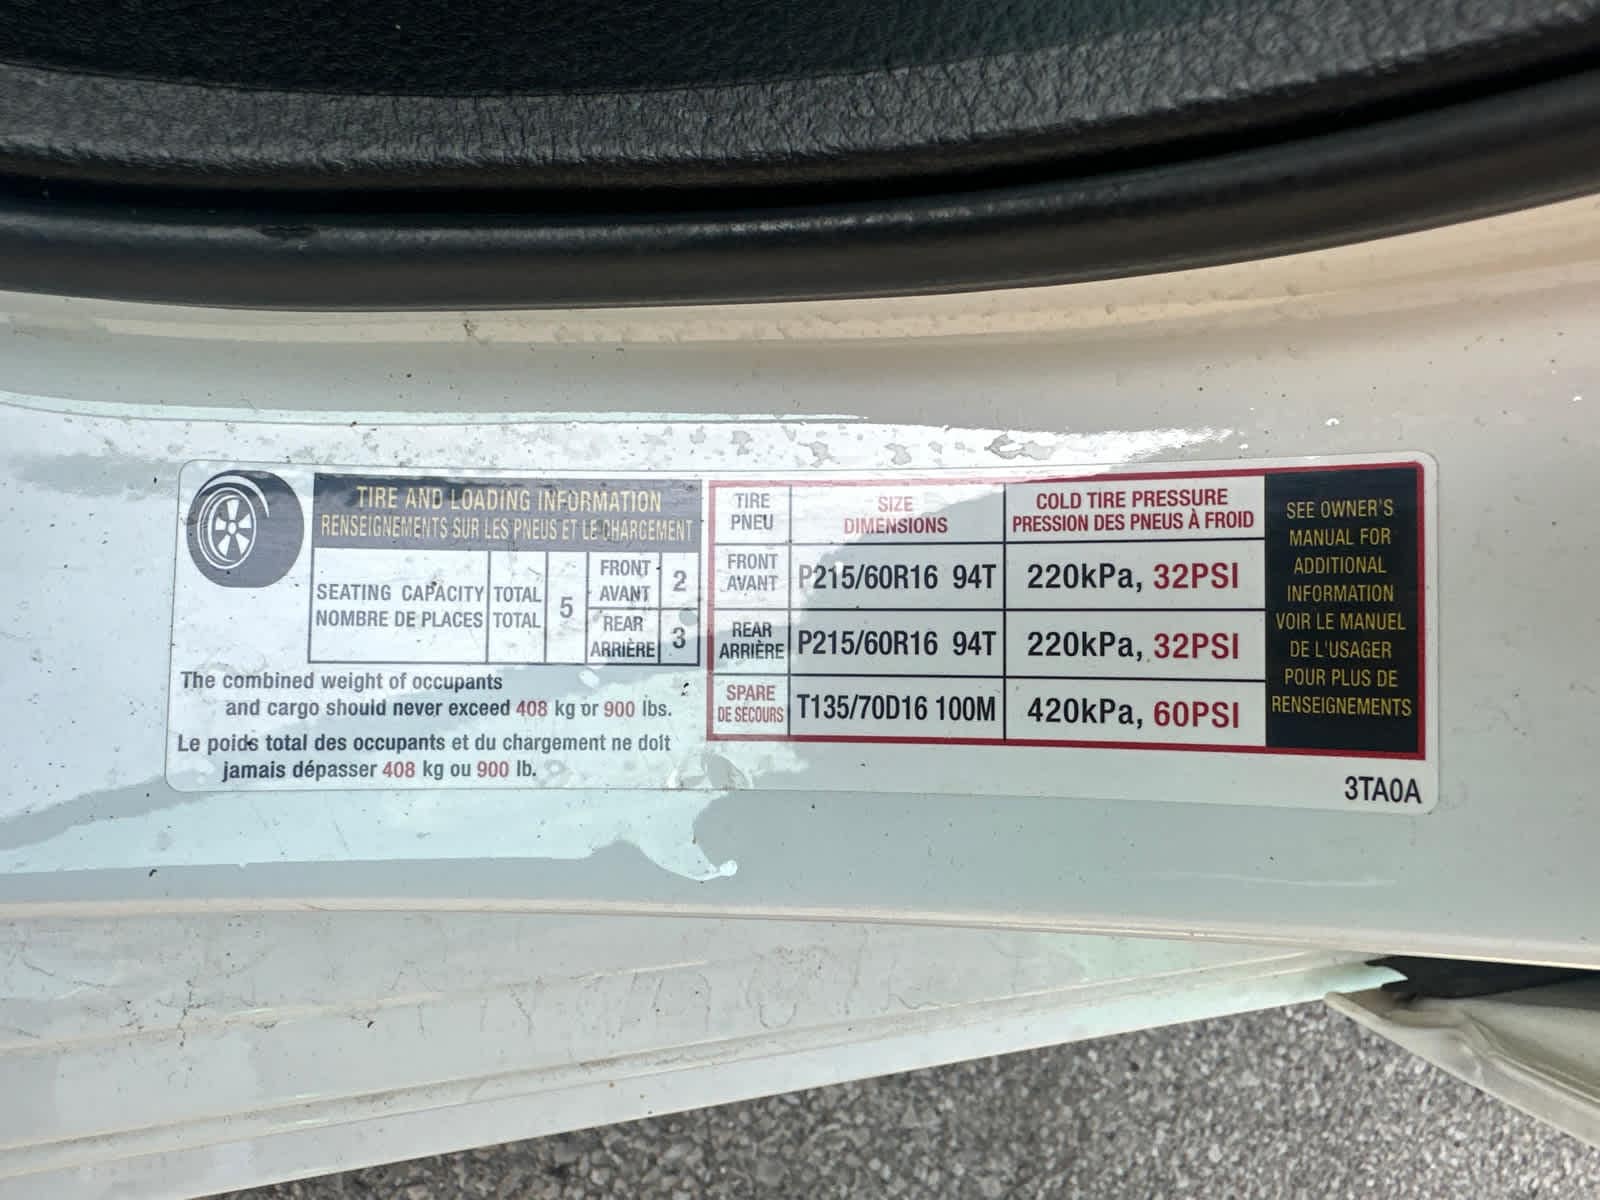 TIRE AND LOADING INFORMATION
RENSEIGNEMENTS SUR LES PNEUS ET LE CHARGEMENT
SEATING CAPACITY
NOMBRE DE PLACES
TOTAL
TOTAL
5
FRONT
AVANT
2
REAR
ARRIÈRE
3
The combined weight of occupants
and cargo should never exceed 408 kg or 900 lbs.
Le poids total des occupants et du chargement ne doit
jamais dépasser 408 kg ou 900 lb.
TIRE
PNEU
SIZE
DIMENSIONS
COLD TIRE PRESSURE
PRESSION DES PNEUS À FROID
FRONT
AVANT
P215/60R16 94T
220kPa, 32PSI
REAR
ARRIÈRE
P215/60R16 94T
220kPa, 32PSI
SPARE
DE SECOURS
T135/70D16 100M
420kPa, 60PSI
SEE OWNER'S
MANUAL FOR
ADDITIONAL
INFORMATION
VOIR LE MANUEL
DE L'USAGER
POUR PLUS DE
RENSEIGNEMENTS
3TA0A